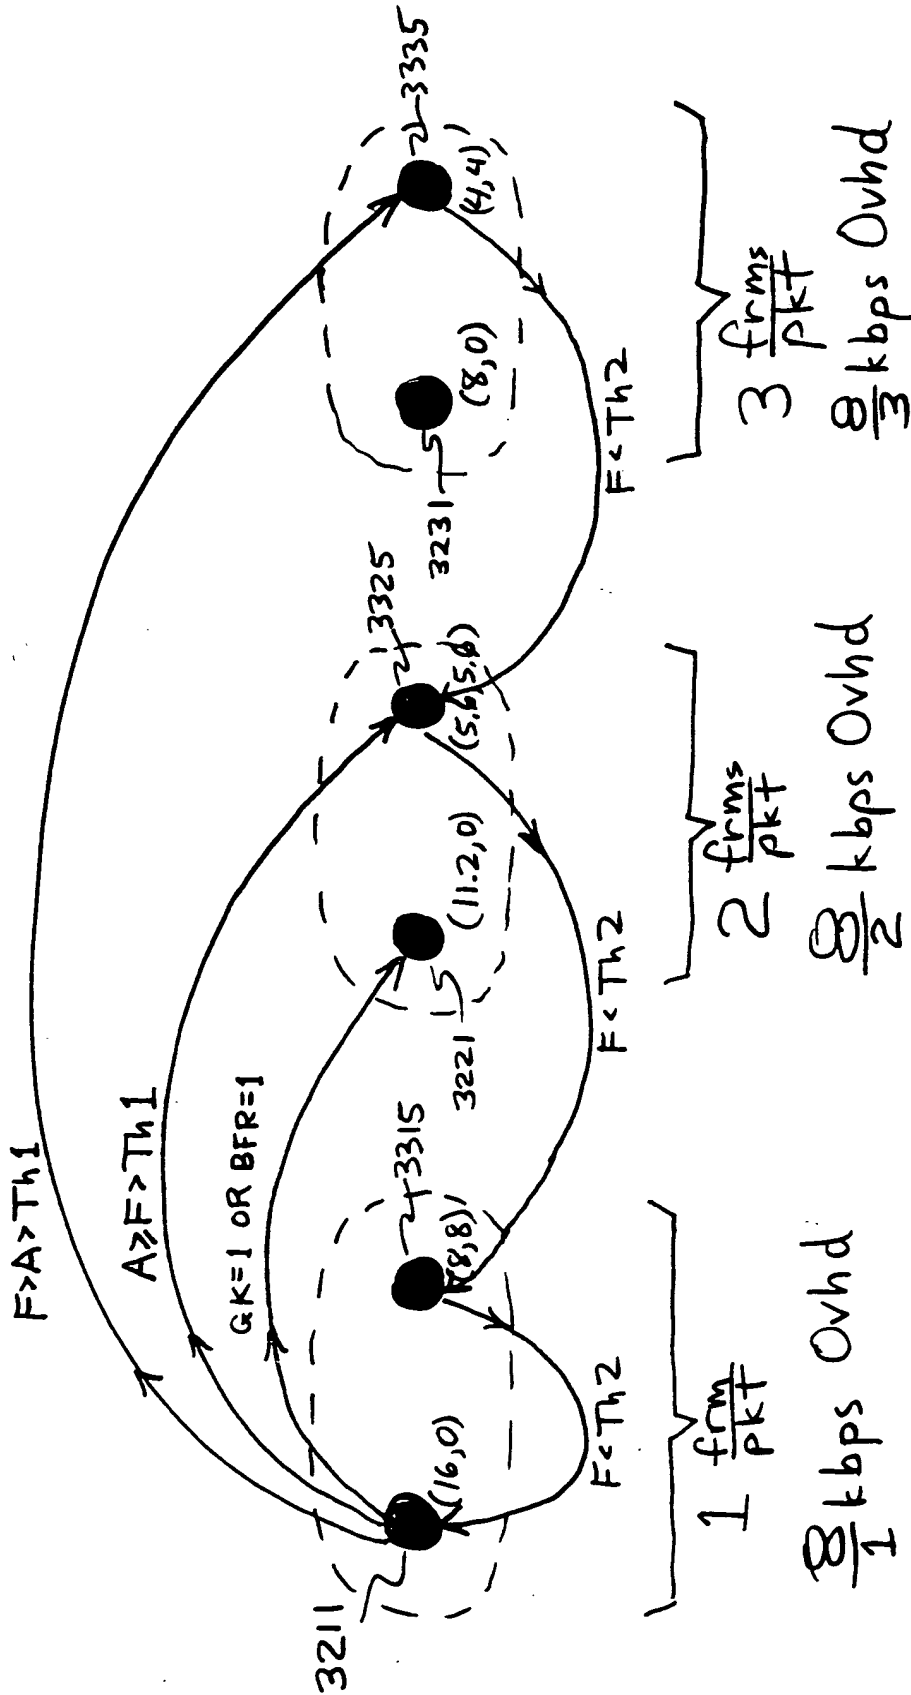 F>A>Th1
A≥F>Th1
GK=1 OR BFR=1
3211
(16,0)
3315
(8,8)
3221
(11.2,0)
3325
(5.6,5.6)
3231
(8,0)
3335
(4,4)
F<Th2
F<Th2
F<Th2
1 frm/pkt
8/1 kbps Ovhd
2 frms/pkt
8/2 kbps Ovhd
3 frms/pkt
8/3 kbps Ovhd